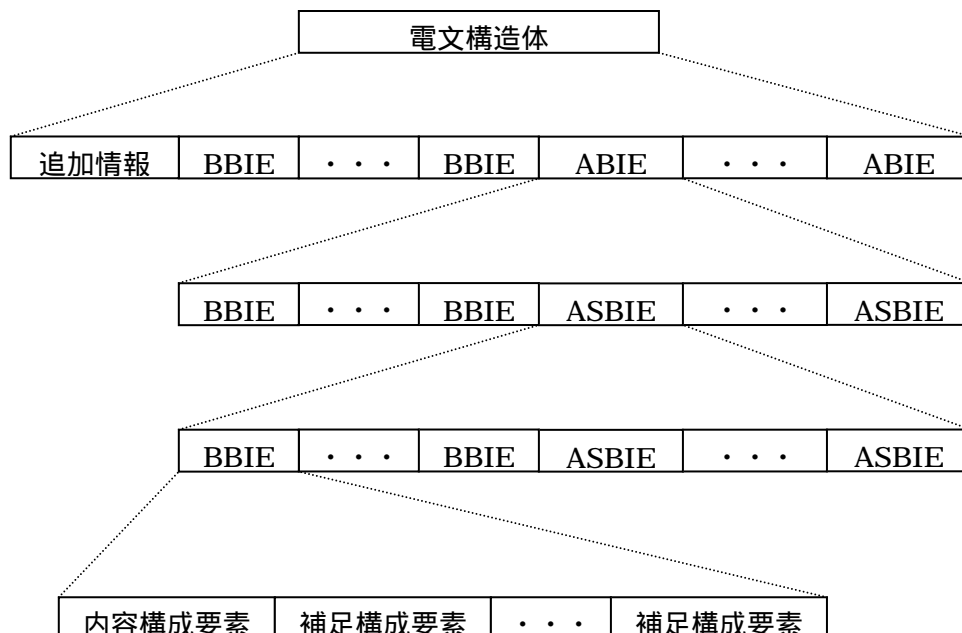 電文構造体
追加情報 BBIE ・・・ BBIE ABIE ・・・ ABIE
BBIE ・・・ BBIE ASBIE ・・・ ASBIE
BBIE ・・・ BBIE ASBIE ・・・ ASBIE
内容構成要素 補足構成要素 ・・・ 補足構成要素